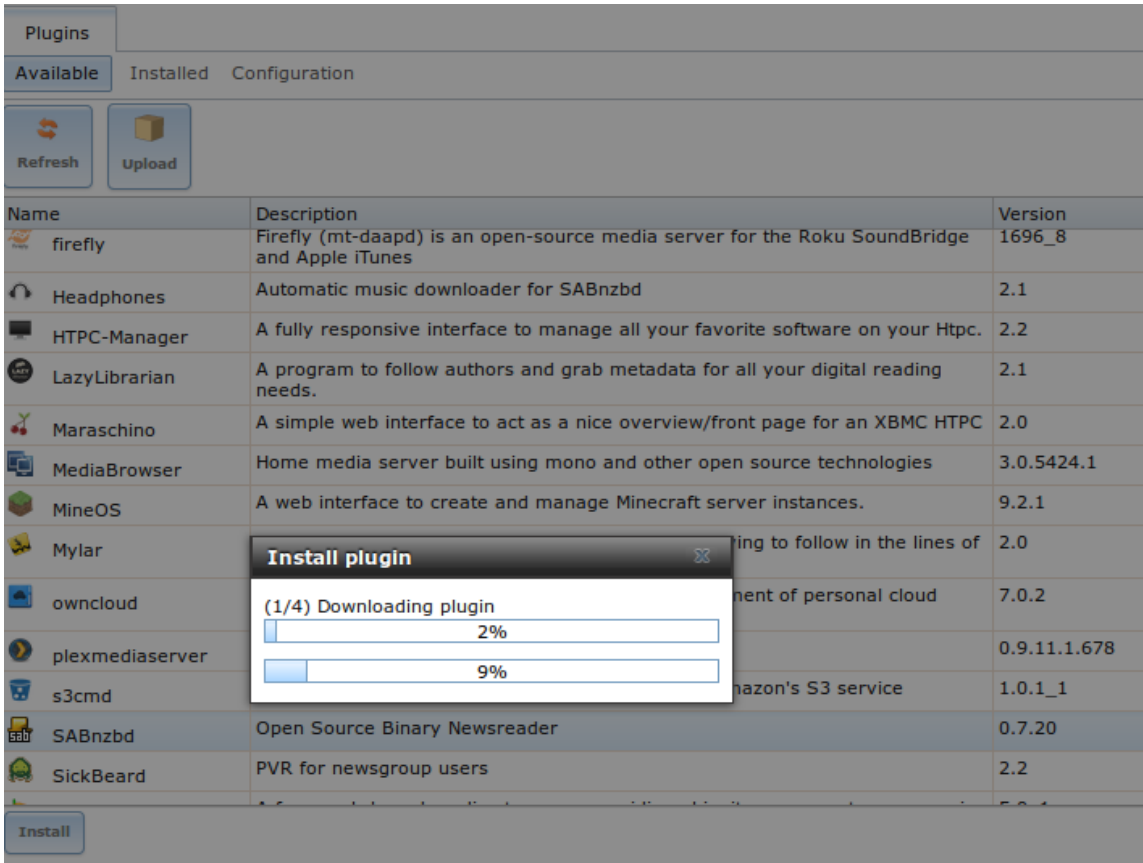 Plugins
Available Installed Configuration
Refresh Upload
Name Description Version
firefly Firefly (mt-daapd) is an open-source media server for the Roku SoundBridge 1696_8
and Apple iTunes
Headphones Automatic music downloader for SABnzbd 2.1
HTPC-Manager A fully responsive interface to manage all your favorite software on your Htpc. 2.2
LazyLibrarian A program to follow authors and grab metadata for all your digital reading 2.1
needs.
Maraschino A simple web interface to act as a nice overview/front page for an XBMC HTPC 2.0
MediaBrowser Home media server built using mono and other open source technologies 3.0.5424.1
MineOS A web interface to create and manage Minecraft server instances. 9.2.1
Mylar to follow in the lines of 2.0
owncloud of personal cloud 7.0.2
plexmediaserver 0.9.11.1.678
s3cmd S3 service 1.0.1_1
Install plugin
(1/4) Downloading plugin
2%
9%
SABnzbd Open Source Binary Newsreader 0.7.20
SickBeard PVR for newsgroup users 2.2
Install